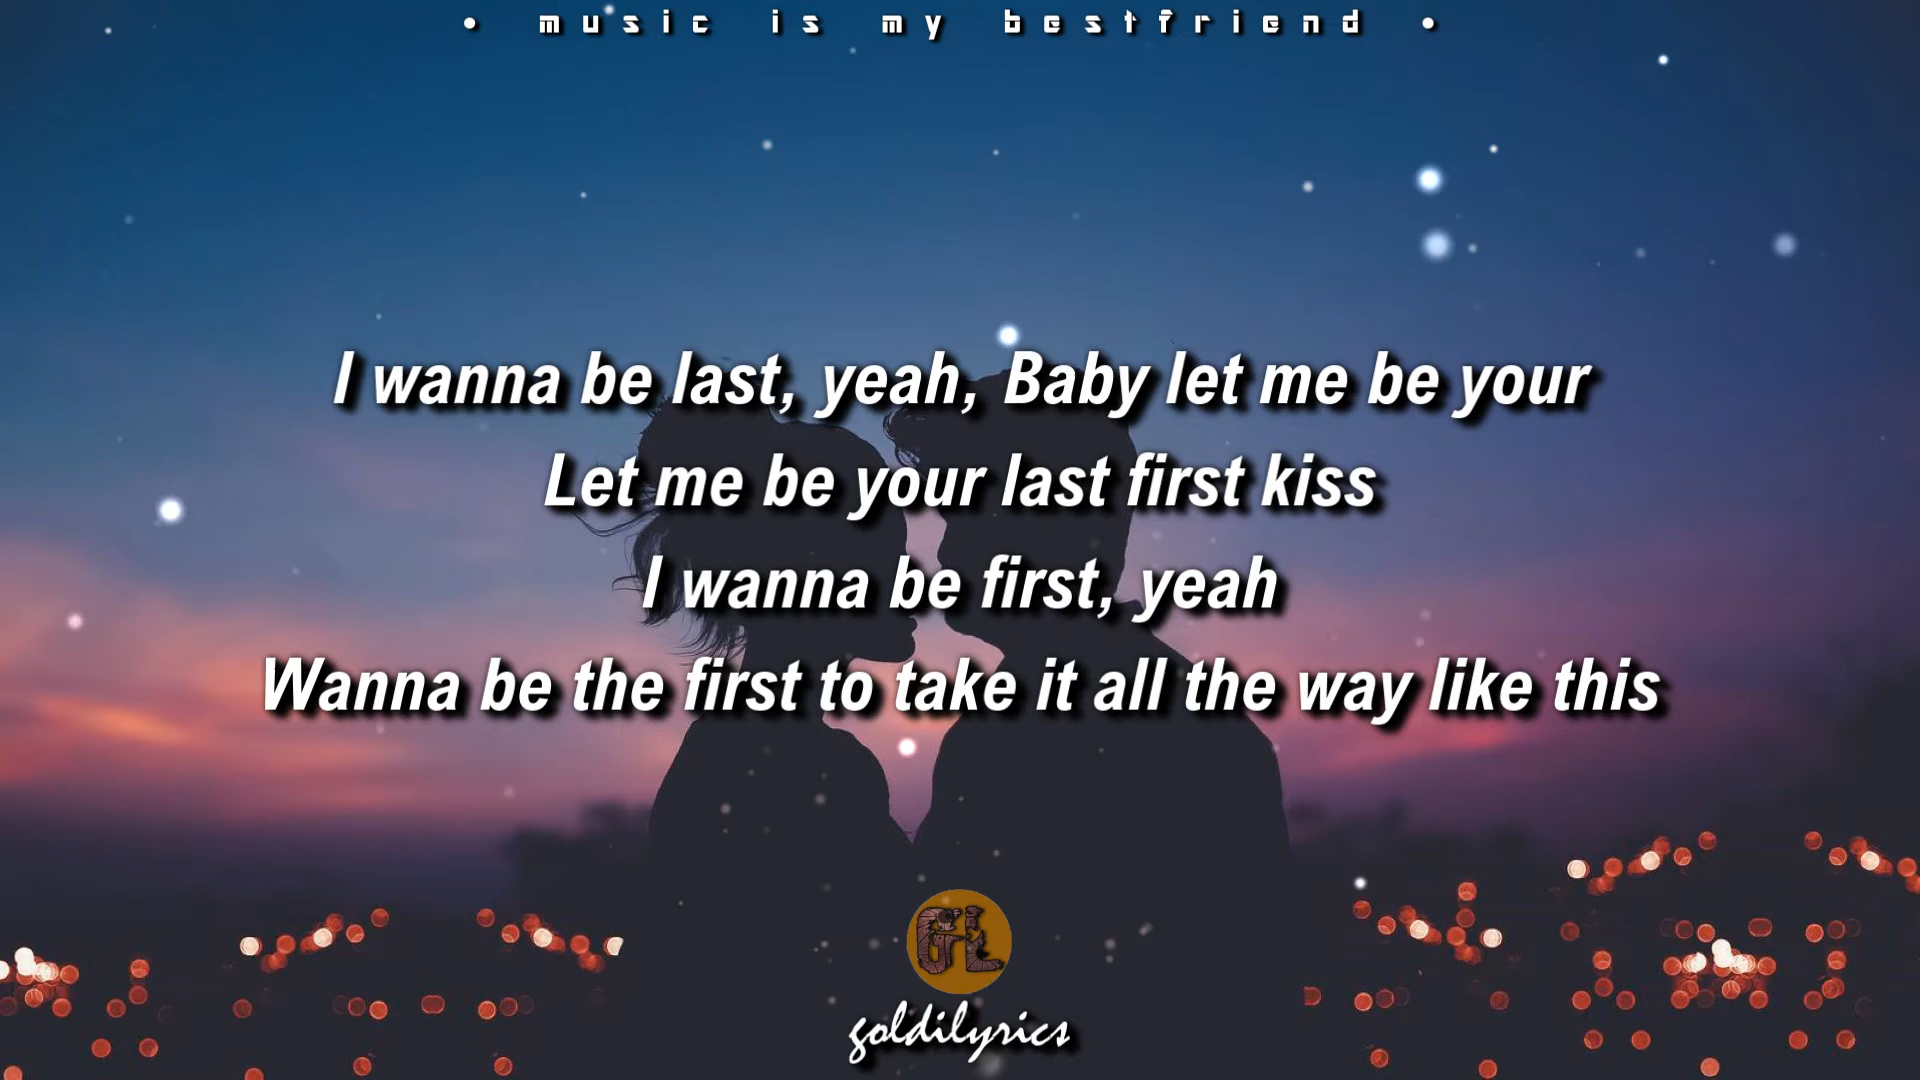 • music is my bestfriend •
I wanna be last, yeah, Baby let me be your
Let me be your last first kiss
I wanna be first, yeah
Wanna be the first to take it all the way like this
GL
goldilyrics